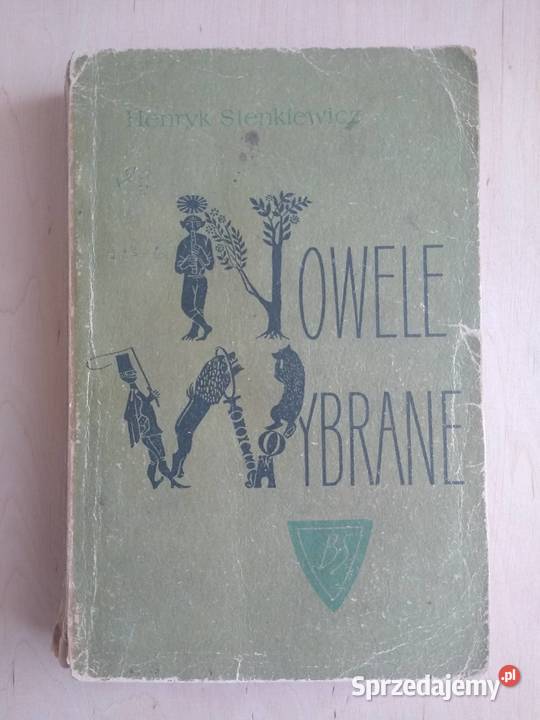 Henryk Sienkiewicz
NOWELE
WYBRANE
BS
Sprzedajemy.pl